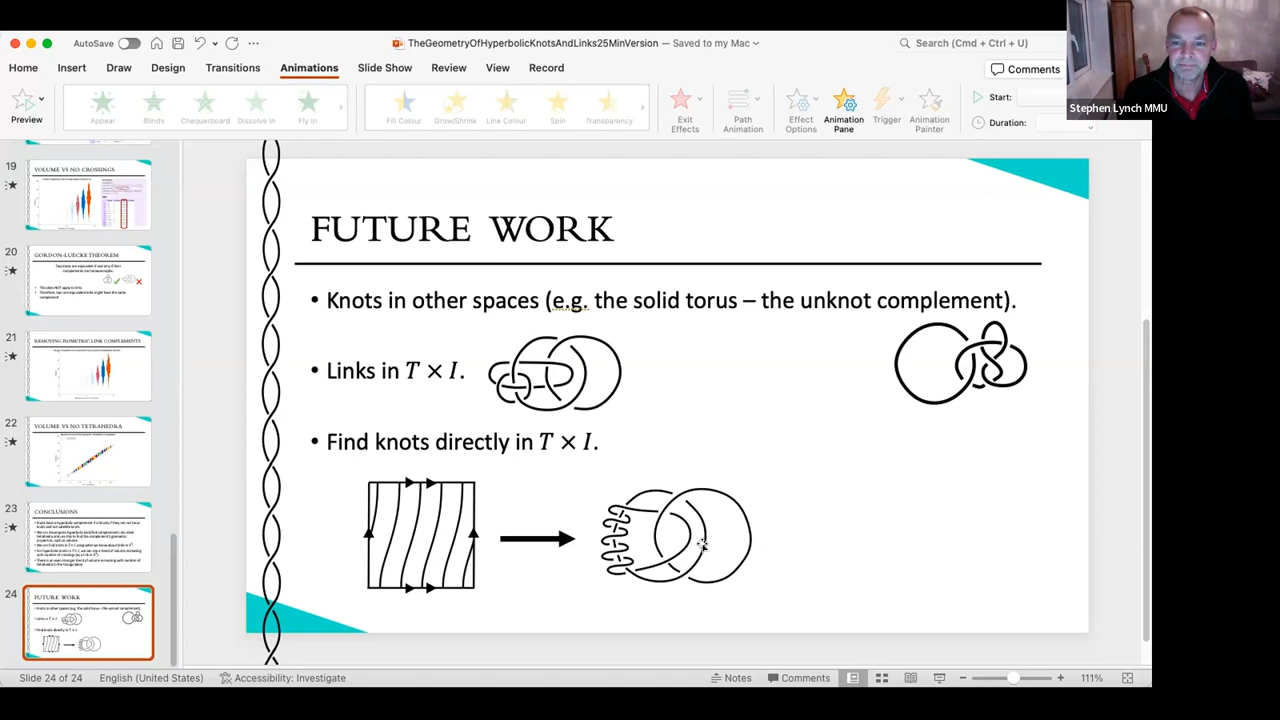 AutoSave
TheGeometryOfHyperbolicKnotsAndLinks25MinVersion — Saved to my Mac
Search (Cmd + Ctrl + U)
Stephen Lynch MMU
Home Insert Draw Design Transitions Animations Slide Show Review View Record
Comments
Preview
Appear Blinds Checquerboard Dissolve In Fly In
Fill Colour Grow/Shrink Line Colour Spin Transparency
Exit Effects
Path Animation
Effect Options
Animation Pane
Trigger
Animation Painter
Start:
Duration:
19
VOLUME VS NO. CROSSINGS
20
GORDON-LUECKE THEOREM
21
REMOVING ISOMETRIC LINK COMPLEMENTS
22
VOLUME VS NO.TETRAHEDRA
23
CONCLUSIONS
24
FUTURE WORK
FUTURE WORK
• Knots in other spaces (e.g. the solid torus – the unknot complement).
• Links in T × I.
• Find knots directly in T × I.
Slide 24 of 24
English (United States)
Accessibility: Investigate
Notes
Comments
111%